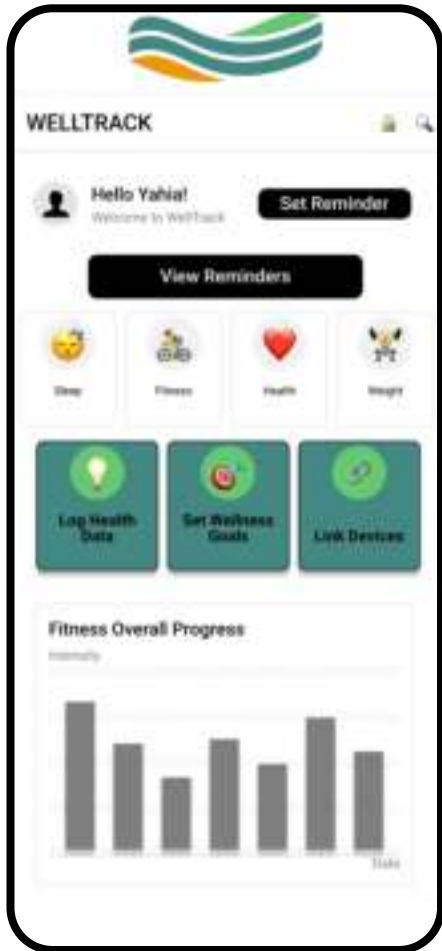 WELLTRACK
Hello Yahia!
Set Reminder
Welcome to WellTrack
View Reminders
Sleep
Fitness
Health
Weight
Log Health
Data
Set Wellness
Goals
Link Devices
Fitness Overall Progress
Intensity
Date